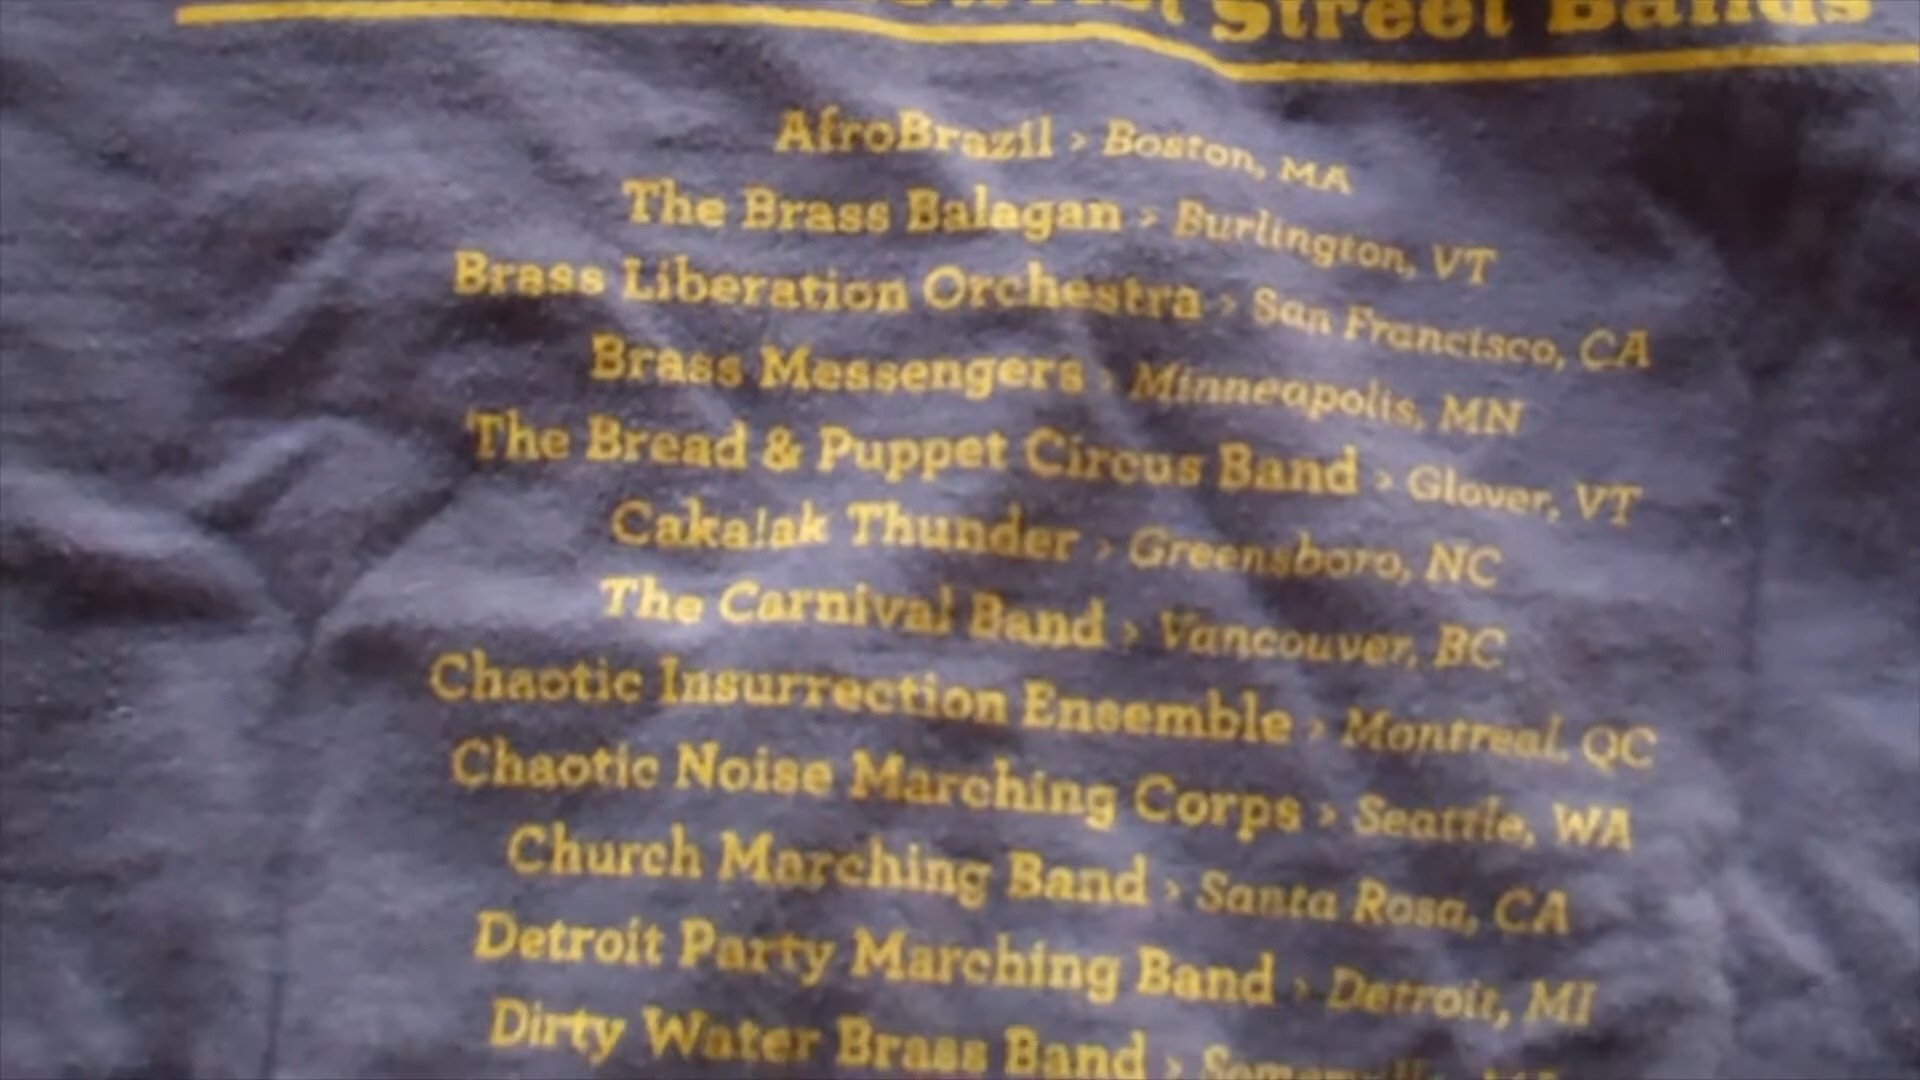 Street Bands
AfroBrazil > Boston, MA
The Brass Balagan > Burlington, VT
Brass Liberation Orchestra > San Francisco, CA
Brass Messengers > Minneapolis, MN
The Bread & Puppet Circus Band > Glover, VT
Cakalak Thunder > Greensboro, NC
The Carnival Band > Vancouver, BC
Chaotic Insurrection Ensemble > Montreal, QC
Chaotic Noise Marching Corps > Seattle, WA
Church Marching Band > Santa Rosa, CA
Detroit Party Marching Band > Detroit, MI
Dirty Water Brass Band >